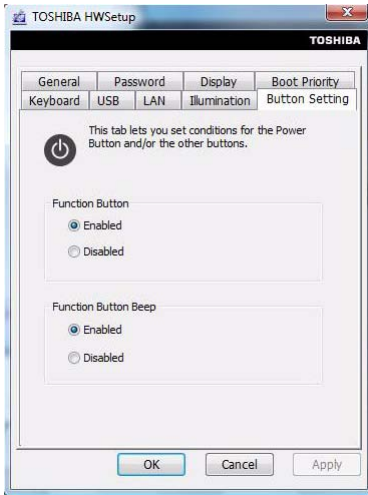 TOSHIBA HWSetup
TOSHIBA
General Password Display Boot Priority
Keyboard USB LAN Illumination Button Setting
This tab lets you set conditions for the Power
Button and/or the other buttons.
Function Button
Enabled
Disabled
Function Button Beep
Enabled
Disabled
OK Cancel Apply